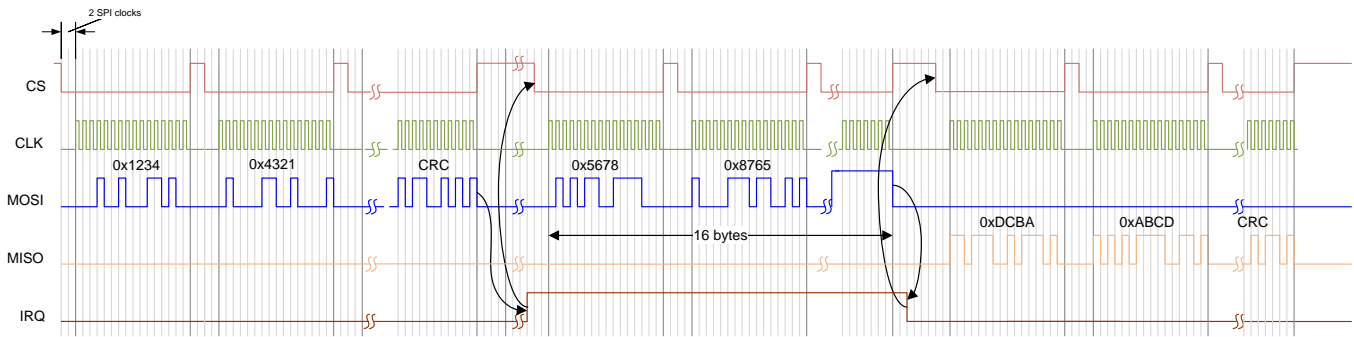 2 SPI clocks
CS
CLK
0x1234
0x4321
CRC
0x5678
0x8765
MOSI
16 bytes
0xDCBA
0xABCD
CRC
MISO
IRQ